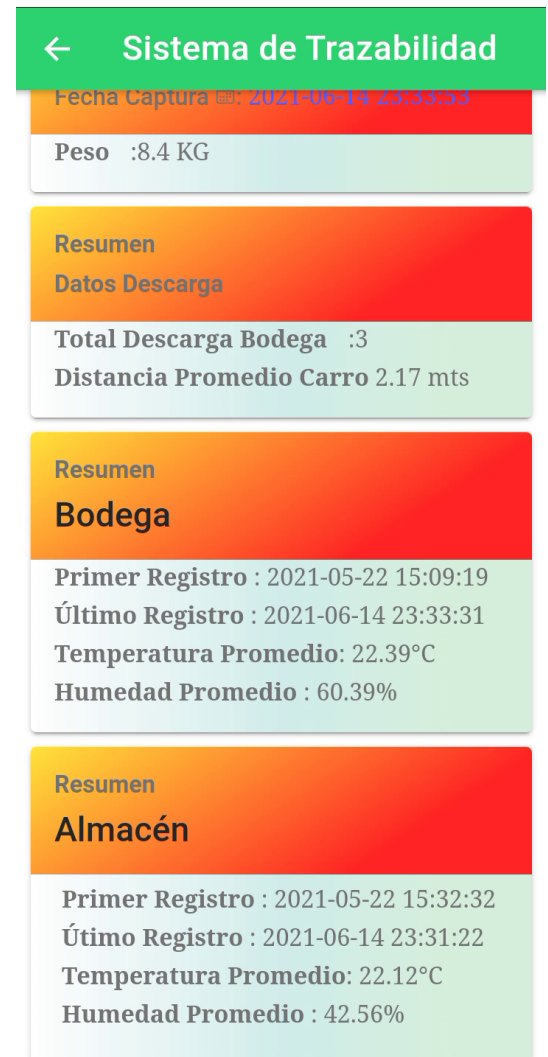 Sistema de Trazabilidad
Fecha Captura : 2021-06-14 23:33:53
Peso :8.4 KG
Resumen
Datos Descarga
Total Descarga Bodega :3
Distancia Promedio Carro 2.17 mts
Resumen
Bodega
Primer Registro : 2021-05-22 15:09:19
Último Registro : 2021-06-14 23:33:31
Temperatura Promedio: 22.39°C
Humedad Promedio : 60.39%
Resumen
Almacén
Primer Registro : 2021-05-22 15:32:32
Útimo Registro : 2021-06-14 23:31:22
Temperatura Promedio: 22.12°C
Humedad Promedio : 42.56%